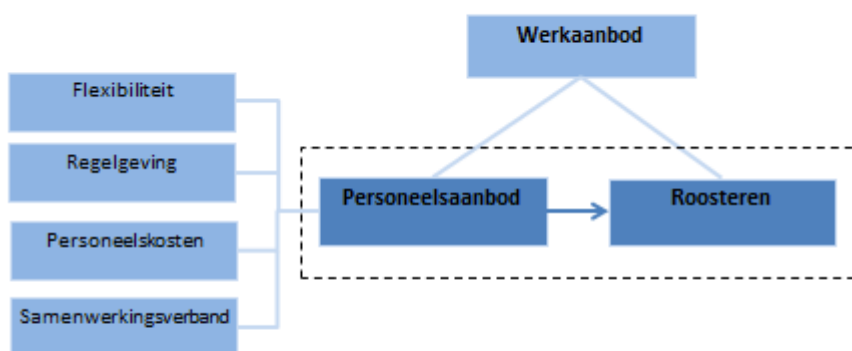 Werkaanbod
Flexibiliteit
Regelgeving
Personeelsaanbod
Roosteren
Personeelskosten
Samenwerkingsverband